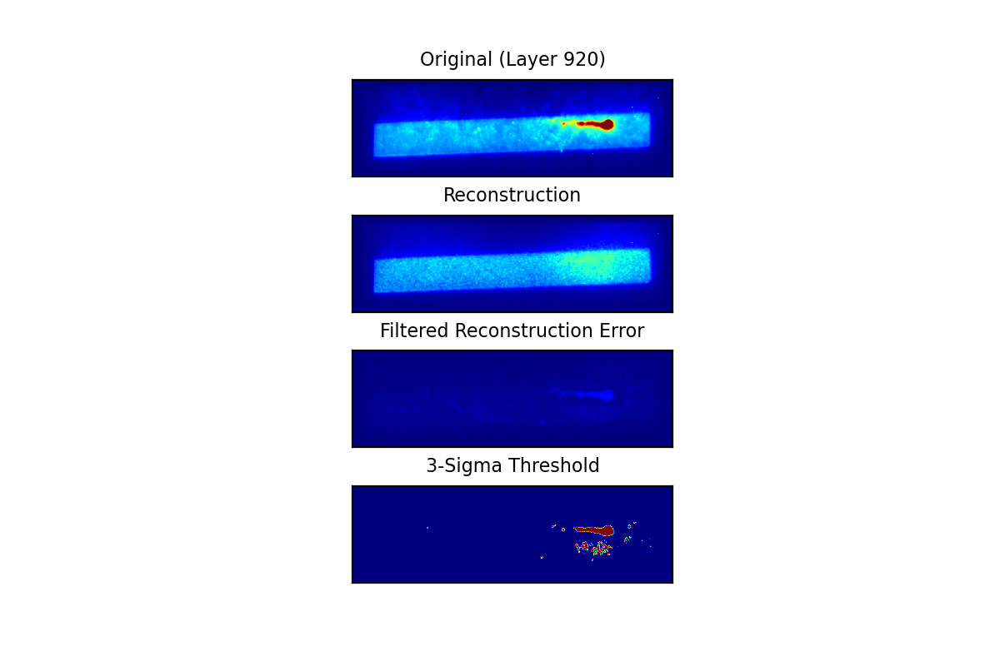 Original (Layer 920)
Reconstruction
Filtered Reconstruction Error
3-Sigma Threshold